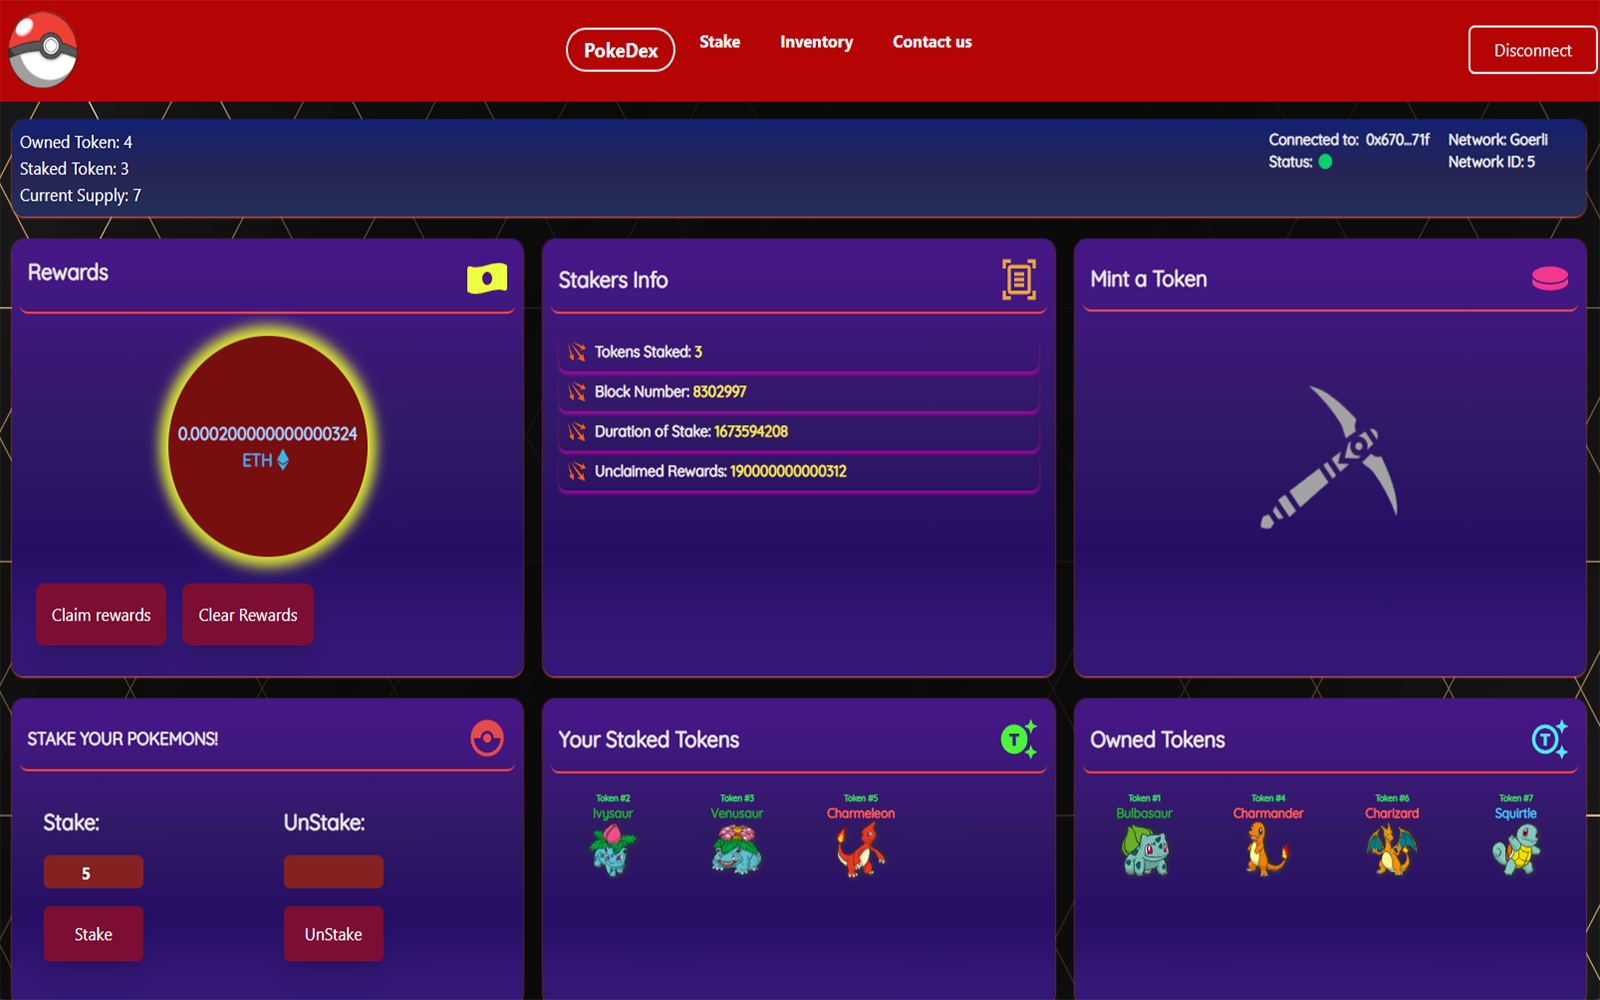 PokeDex
Stake
Inventory
Contact us
Disconnect
Owned Token: 4
Staked Token: 3
Current Supply: 7
Connected to: 0x670...71f
Network: Goerli
Status:
Network ID: 5
Rewards
0.000200000000000324
ETH
Claim rewards
Clear Rewards
Stakers Info
Tokens Staked: 3
Block Number: 8302997
Duration of Stake: 1673594208
Unclaimed Rewards: 190000000000312
Mint a Token
STAKE YOUR POKEMONS!
Stake:
5
Stake
UnStake:
UnStake
Your Staked Tokens
T
Token #2
Ivysaur
Token #3
Venusaur
Token #5
Charmeleon
Owned Tokens
T
Token #1
Bulbasaur
Token #4
Charmander
Token #6
Charizard
Token #7
Squirtle